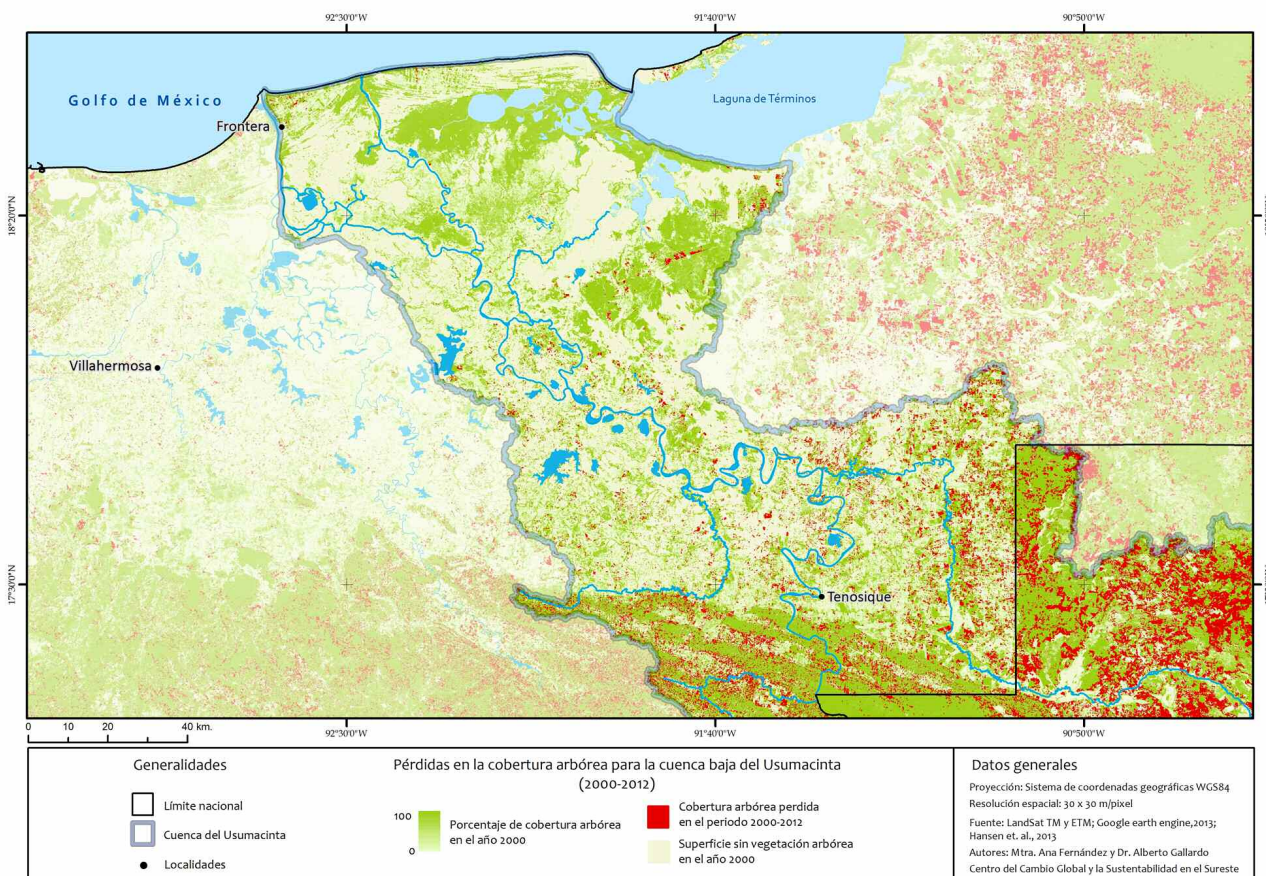 92°30'0"W
91°40'0"W
90°50'0"W
Golfo de México
Laguna de Términos
Frontera
18°20'0"N
Villahermosa
17°30'0"N
Tenosique
0 10 20 40 km.
92°30'0"W
91°40'0"W
90°50'0"W
Generalidades
Límite nacional
Cuenca del Usumacinta
Localidades
Pérdidas en la cobertura arbórea para la cuenca baja del Usumacinta
(2000-2012)
100
0
Porcentaje de cobertura arbórea
en el año 2000
Cobertura arbórea perdida
en el periodo 2000-2012
Superficie sin vegetación arbórea
en el año 2000
Datos generales
Proyección: Sistema de coordenadas geográficas WGS84
Resolución espacial: 30 x 30 m/pixel
Fuente: LandSat TM y ETM; Google earth engine,2013;
Hansen et. al., 2013
Autores: Mtra. Ana Fernández y Dr. Alberto Gallardo
Centro del Cambio Global y la Sustentabilidad en el Sureste